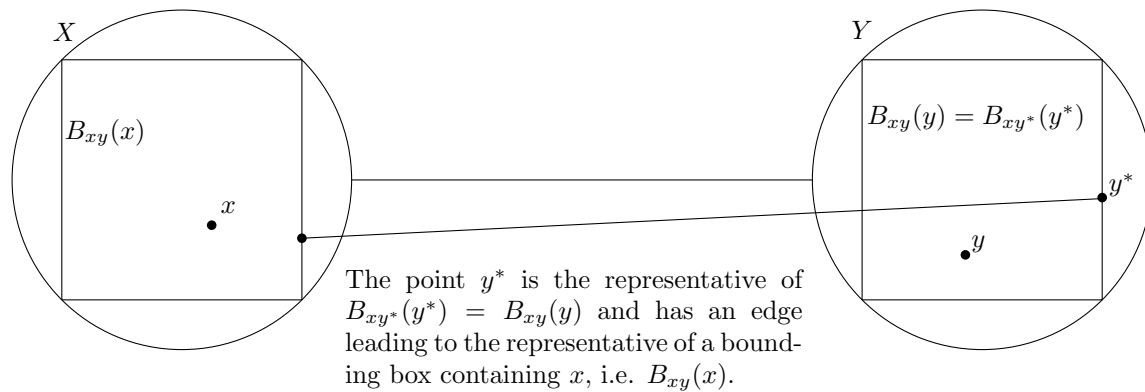 X
Y
B_{xy}(x)
B_{xy}(y) = B_{xy^*}(y^*)
x
y^*
y
The point y^* is the representative of
B_{xy^*}(y^*) = B_{xy}(y) and has an edge
leading to the representative of a bound-
ing box containing x, i.e. B_{xy}(x).